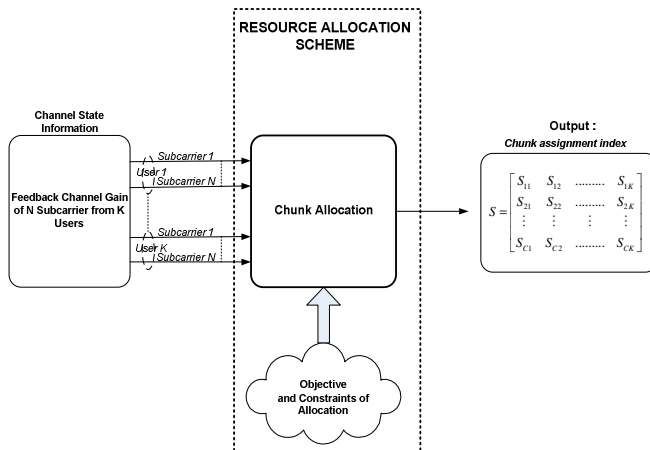 RESOURCE ALLOCATION
SCHEME
Channel State
Information
Feedback Channel Gain
of N Subcarrier from K
Users
Subcarrier 1
User 1
Subcarrier N
Subcarrier 1
User K
Subcarrier N
Chunk Allocation
Objective
and Constraints of
Allocation
Output :
Chunk assignment index
S = [ S11 S12 ......... S1K
S21 S22 ......... S2K
⋮ ⋮ ⋮ ⋮
SC1 SC2 ......... SCK ]